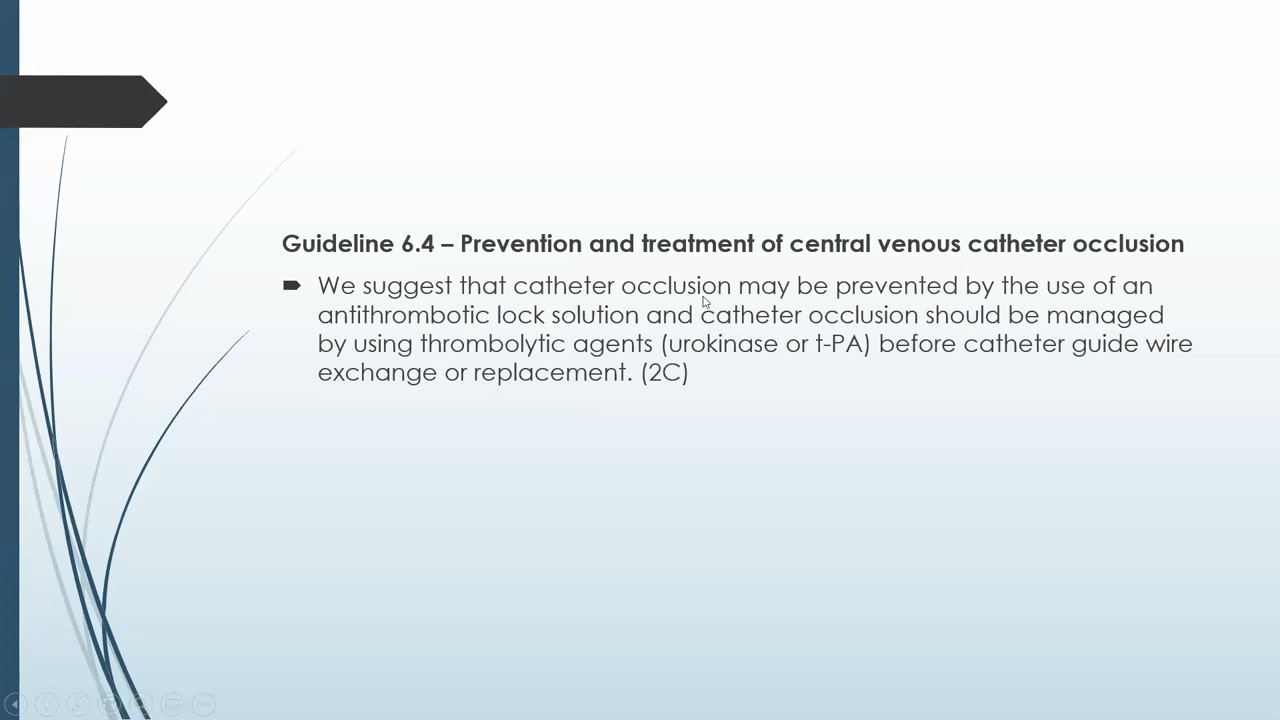 Guideline 6.4 – Prevention and treatment of central venous catheter occlusion
We suggest that catheter occlusion may be prevented by the use of an
antithrombotic lock solution and catheter occlusion should be managed
by using thrombolytic agents (urokinase or t-PA) before catheter guide wire
exchange or replacement. (2C)